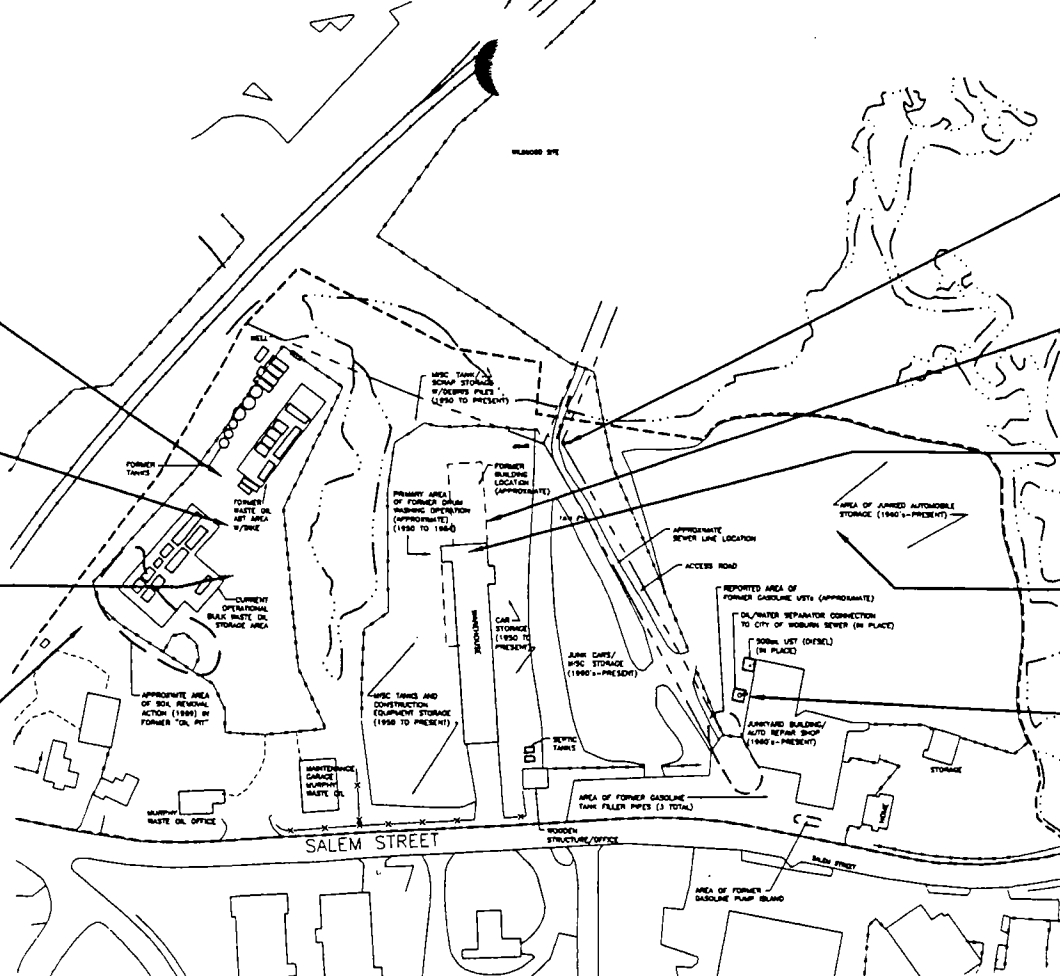 WILDWOOD SITE
WELL
MISC TANK/
SCRAP STORAGE
W/DEBRIS PILES
(1950 TO PRESENT)
FORMER
TANKS
FORMER
WASTE OIL
AST AREA
W/DIKE
PRIMARY AREA
OF FORMER DRUM
WASHING OPERATION
(APPROXIMATE)
(1950 TO
FORMER
BUILDING
LOCATION
(APPROXIMATE)
AREA OF JUNKED AUTOMOBILE
STORAGE (1960's-PRESENT)
APPROXIMATE
SEWER LINE LOCATION
ACCESS ROAD
REPORTED AREA OF
FORMER GASOLINE USTs (APPROXIMATE)
OIL/WATER SEPARATOR CONNECTION
TO CITY OF WOBURN SEWER (IN PLACE)
500GAL UST (DIESEL)
(IN PLACE)
CURRENT
OPERATIONAL
BULK WASTE OIL
STORAGE AREA
WAREHOUSE
CAR
STORAGE
(1950 TO
PRESENT)
JUNK CARS/
MISC STORAGE
(1960's-PRESENT)
APPROXIMATE AREA
OF SOIL REMOVAL
ACTION (1989) IN
FORMER "OIL PIT"
MISC TANKS AND
CONSTRUCTION
EQUIPMENT STORAGE
(1950 TO PRESENT)
JUNKYARD BUILDING/
AUTO REPAIR SHOP
(1960's-PRESENT)
SEPTIC
TANKS
STORAGE
MAINTENANCE
GARAGE
MURPHY
WASTE OIL
MURPHY
WASTE OIL OFFICE
AREA OF FORMER GASOLINE
TANK FILLER PIPES (3 TOTAL)
HOME
SALEM STREET
WOODEN
STRUCTURE/OFFICE
SALEM STREET
AREA OF FORMER
GASOLINE PUMP ISLAND